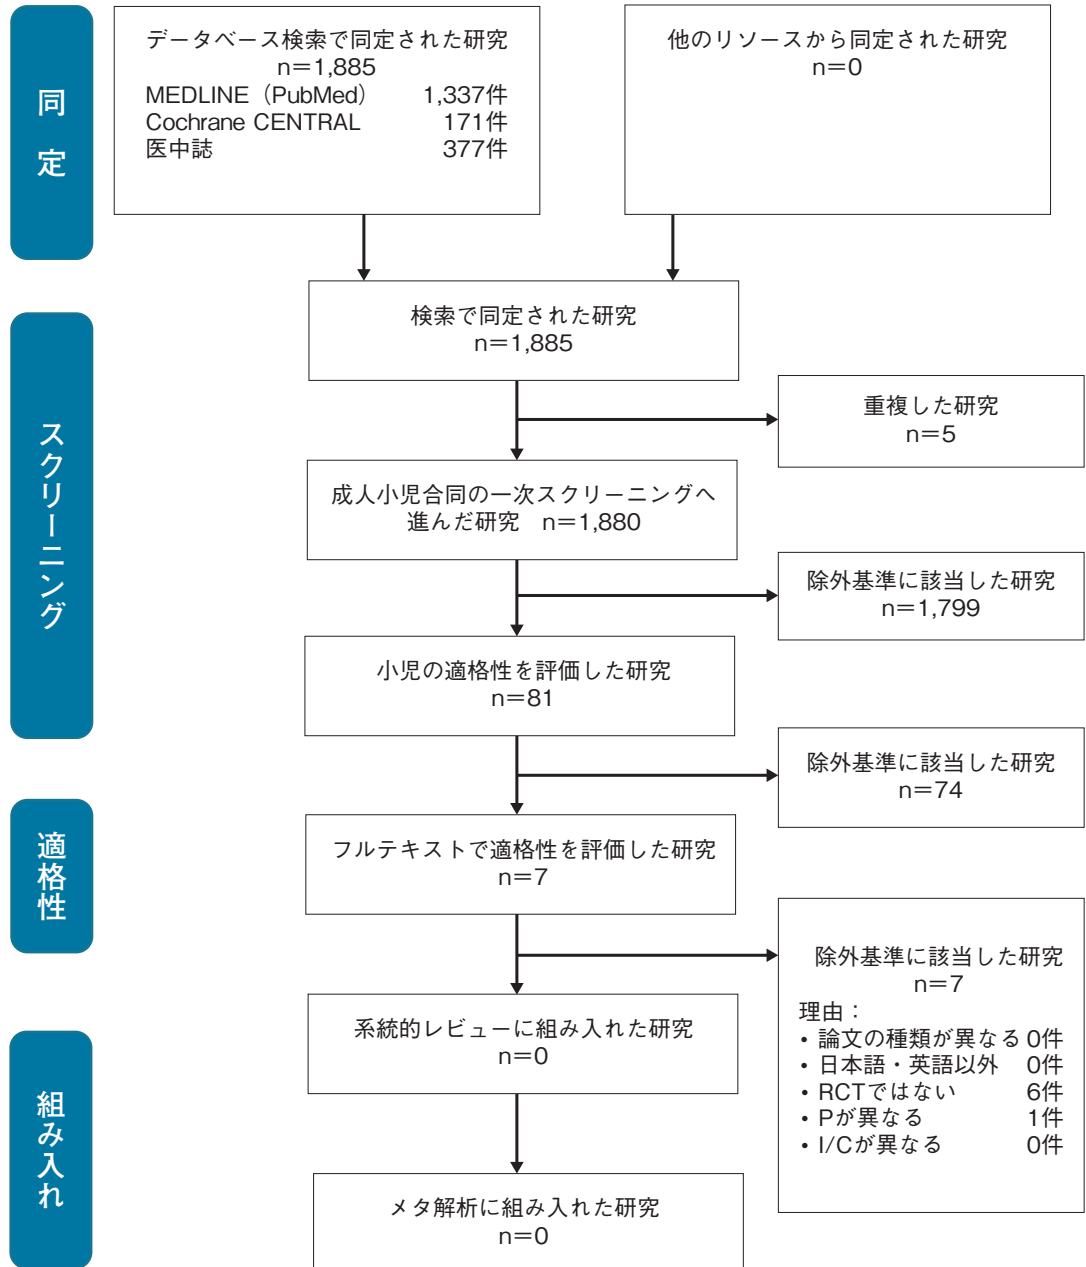 同定
データベース検索で同定された研究
n＝1,885
MEDLINE（PubMed） 1,337件
Cochrane CENTRAL 171件
医中誌 377件
他のリソースから同定された研究
n＝0
スクリーニング
検索で同定された研究
n＝1,885
重複した研究
n＝5
成人小児合同の一次スクリーニングへ
進んだ研究 n＝1,880
除外基準に該当した研究
n＝1,799
小児の適格性を評価した研究
n＝81
除外基準に該当した研究
n＝74
適格性
フルテキストで適格性を評価した研究
n＝7
除外基準に該当した研究
n＝7
理由：
• 論文の種類が異なる 0件
• 日本語・英語以外 0件
• RCTではない 6件
• Pが異なる 1件
• I/Cが異なる 0件
組み入れ
系統的レビューに組み入れた研究
n＝0
メタ解析に組み入れた研究
n＝0